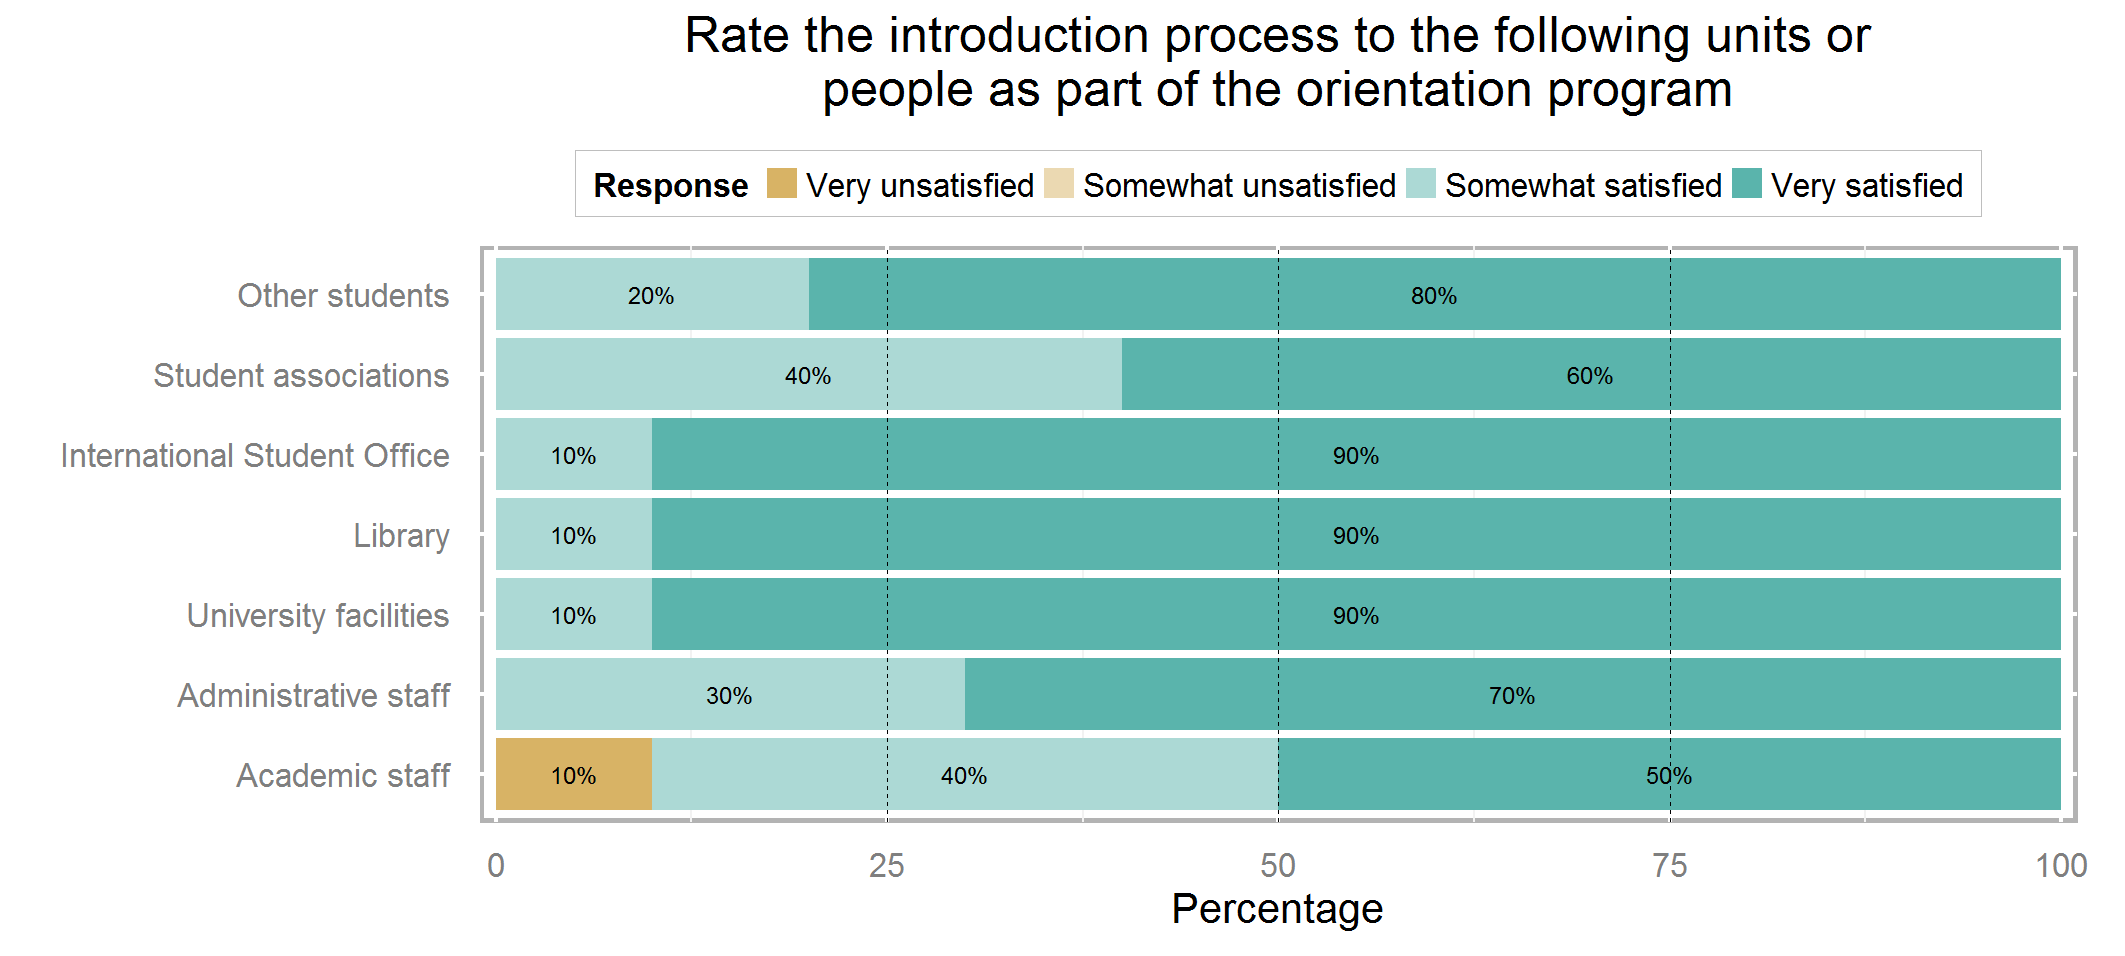 Rate the introduction process to the following units or
people as part of the orientation program
Response Very unsatisfied Somewhat unsatisfied Somewhat satisfied Very satisfied
Other students 20% 80%
Student associations 40% 60%
International Student Office 10% 90%
Library 10% 90%
University facilities 10% 90%
Administrative staff 30% 70%
Academic staff 10% 40% 50%
0 25 50 75 100
Percentage